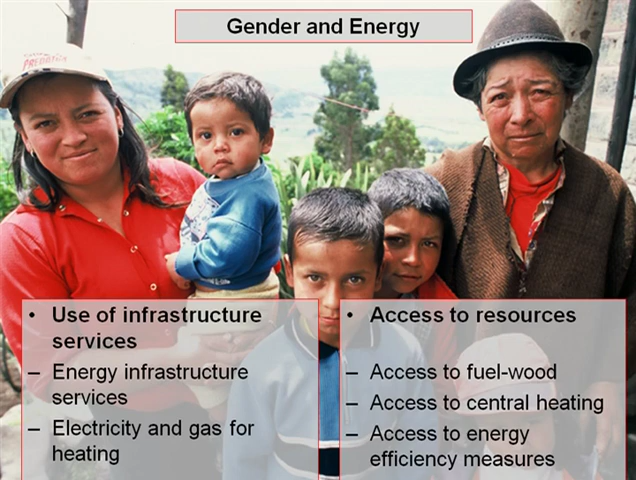 Gender and Energy
PREDATOR
• Use of infrastructure
services
– Energy infrastructure
services
– Electricity and gas for
heating
• Access to resources
– Access to fuel-wood
– Access to central heating
– Access to energy
efficiency measures